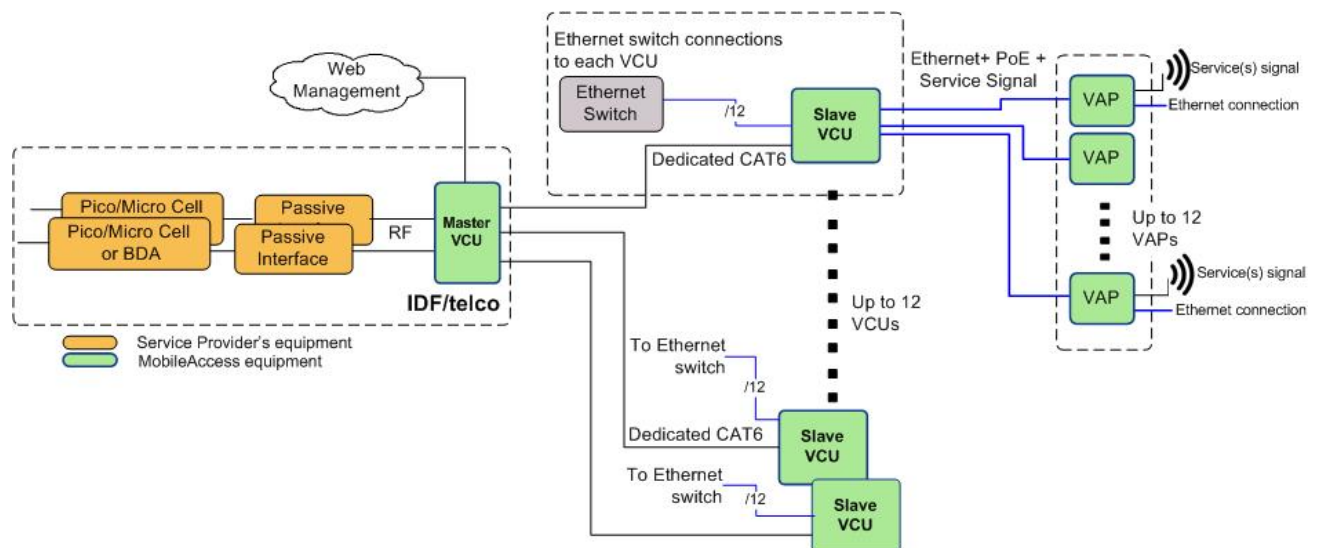 Ethernet switch connections
to each VCU
Ethernet
Switch
/12
Slave
VCU
Dedicated CAT6
Ethernet+ PoE +
Service Signal
VAP
Service(s) signal
Ethernet connection
VAP
Up to 12
VAPs
VAP
Service(s) signal
Ethernet connection
Web
Management
Pico/Micro Cell
Pico/Micro Cell
or BDA
Passive
Passive
Interface
RF
Master
VCU
IDF/telco
Service Provider's equipment
MobileAccess equipment
Up to 12
VCUs
To Ethernet
switch
/12
Dedicated CAT6
Slave
VCU
To Ethernet
switch
/12
Slave
VCU